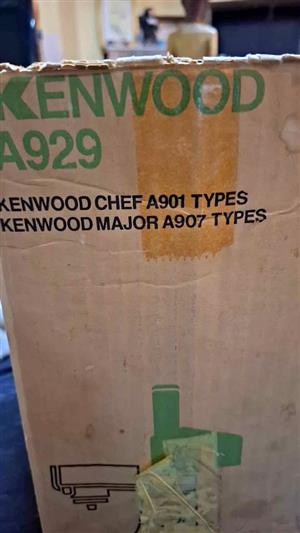 KENWOOD
A929
KENWOOD CHEF A901 TYPES
KENWOOD MAJOR A907 TYPES